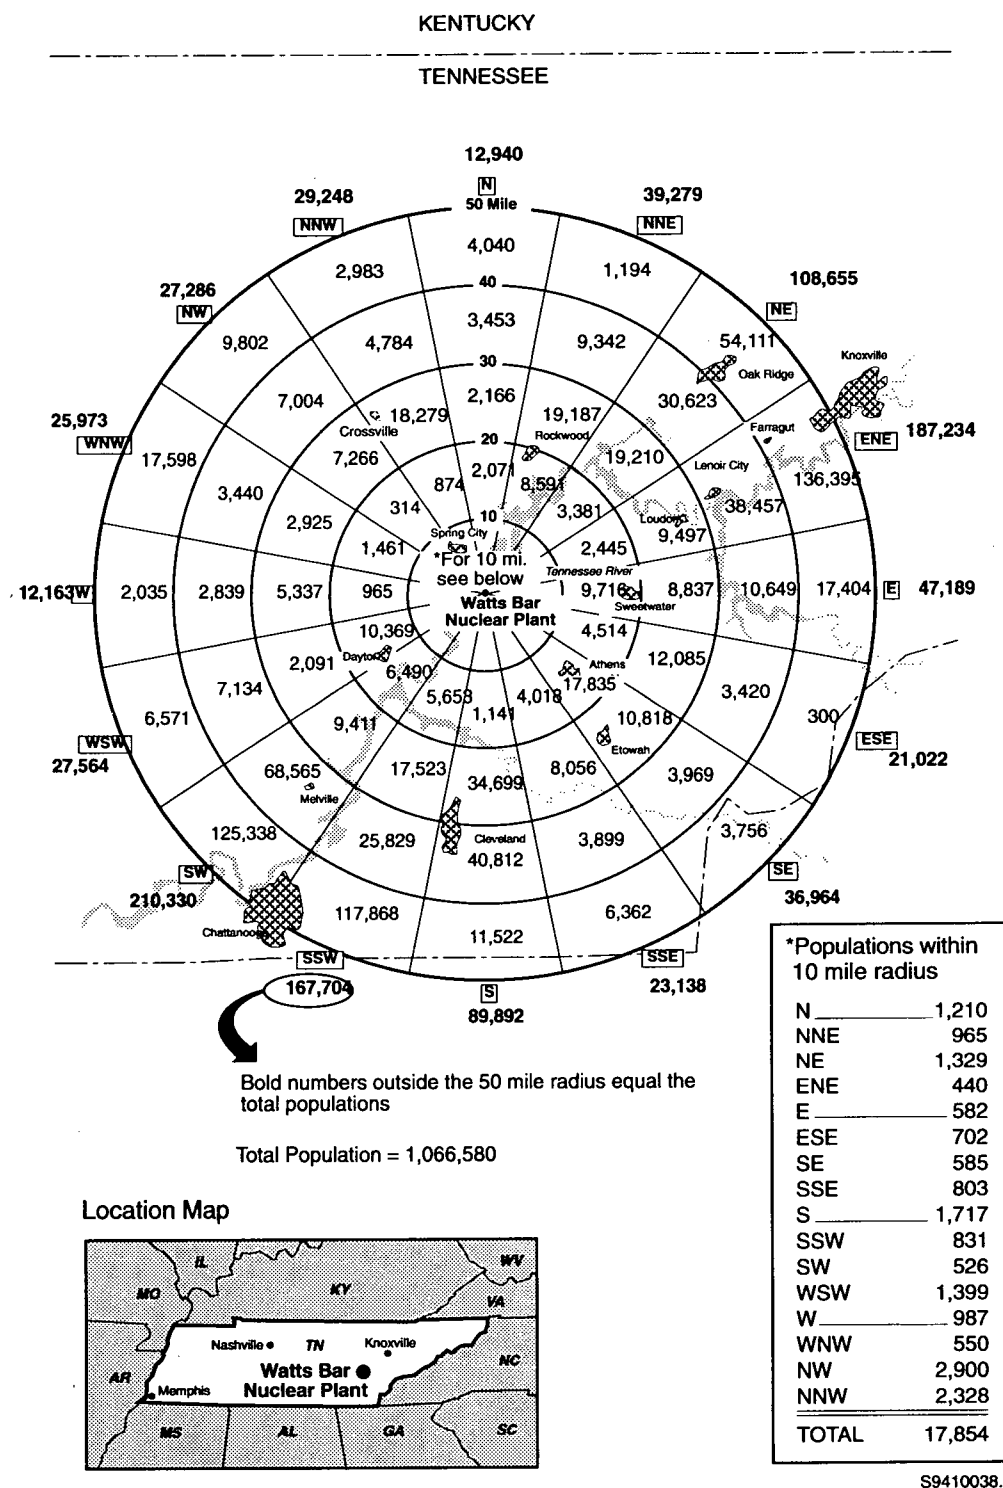 KENTUCKY
TENNESSEE
12,940
N
50 Mile
29,248
NNW
39,279
NNE
4,040
2,983
1,194
108,655
NE
27,286
NW
40
3,453
9,802
4,784
9,342
54,111
Knoxville
30
Oak Ridge
7,004
2,166
30,623
18,279
19,187
25,973
WNW
Crossville
Rockwood
Farragut
ENE
187,234
20
17,598
7,266
19,210
Lenoir City
2,071
136,395
3,440
874
8,591
314
38,457
2,925
10
3,381
Loudon
Spring City
9,497
1,461
2,445
*For 10 mi.
see below
Tennessee River
12,163
W
2,035
2,839
5,337
965
9,716
8,837
10,649
17,404
E
47,189
Watts Bar
Nuclear Plant
Sweetwater
10,369
4,514
Dayton
2,091
6,490
Athens
12,085
7,134
5,653
4,018
17,835
3,420
6,571
1,141
9,411
10,818
300
WSW
27,564
Etowah
ESE
21,022
68,565
17,523
34,699
8,056
3,969
Melville
125,338
25,829
Cleveland
40,812
3,899
3,756
SW
210,330
SE
36,964
117,868
6,362
Chattanooga
11,522
SSW
SSE
167,704
S
23,138
89,892
Bold numbers outside the 50 mile radius equal the
total populations
Total Population = 1,066,580
*Populations within
10 mile radius
N 1,210
NNE 965
NE 1,329
ENE 440
E 582
ESE 702
SE 585
SSE 803
S 1,717
SSW 831
SW 526
WSW 1,399
W 987
WNW 550
NW 2,900
NNW 2,328
TOTAL 17,854
Location Map
IL
WV
MO
KY
VA
Nashville
TN
Knoxville
AR
Watts Bar
Nuclear Plant
NC
Memphis
MS
AL
GA
SC
S9410038.